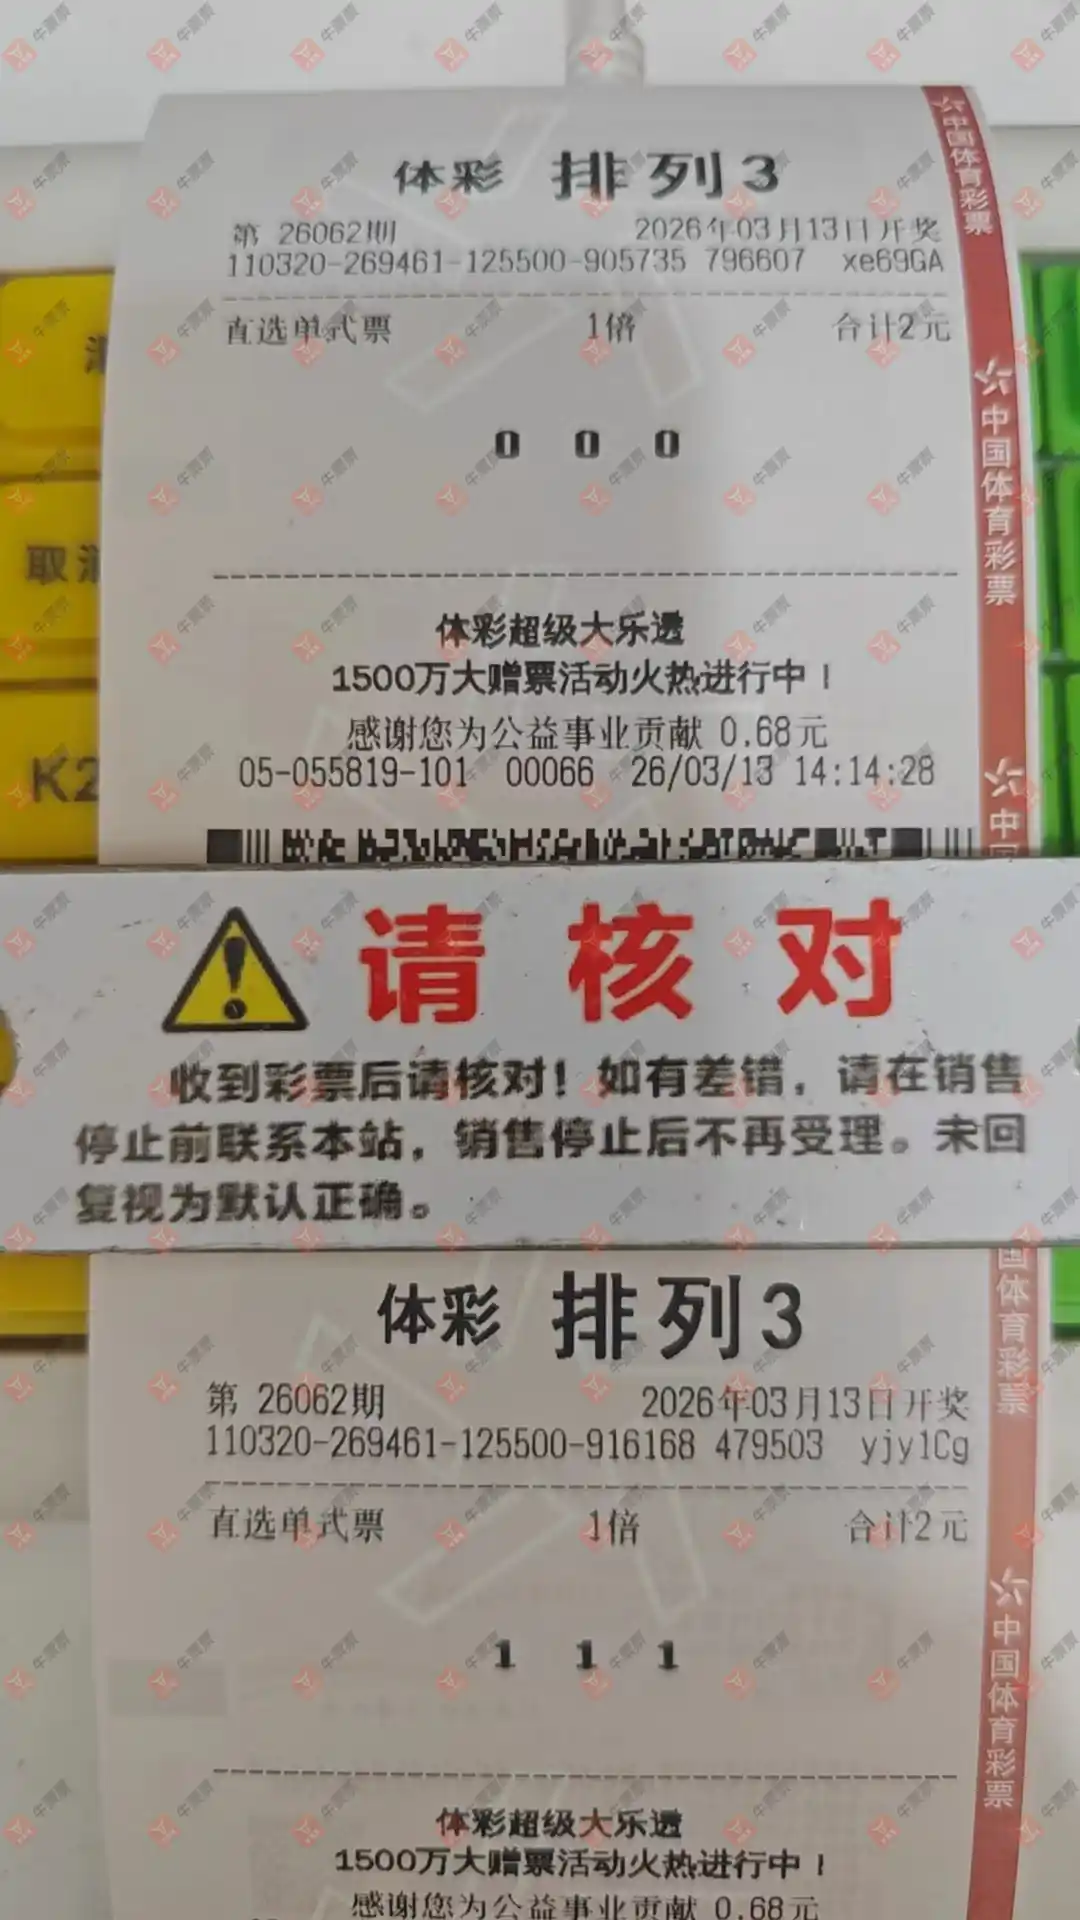 体彩 排列3
第 26062期 2026年03月13日开奖
110320-269461-125500-905735 796607 xe69GA
直选单式票 1倍 合计2元
0 0 0
体彩超级大乐透
1500万大赠票活动火热进行中！
感谢您为公益事业贡献 0.68元
05-055819-101 00066 26/03/13 14:14:28
中国体育彩票
中国体育彩票
中国
取消
K2
请核对
收到彩票后请核对！如有差错，请在销售
停止前联系本站，销售停止后不再受理。未回
复视为默认正确。
体彩 排列3
第 26062期 2026年03月13日开奖
110320-269461-125500-916168 479503 yjy1Cg
直选单式票 1倍 合计2元
1 1 1
体彩超级大乐透
1500万大赠票活动火热进行中！
感谢您为公益事业贡献 0.68元
国体育彩票
中国体育彩票